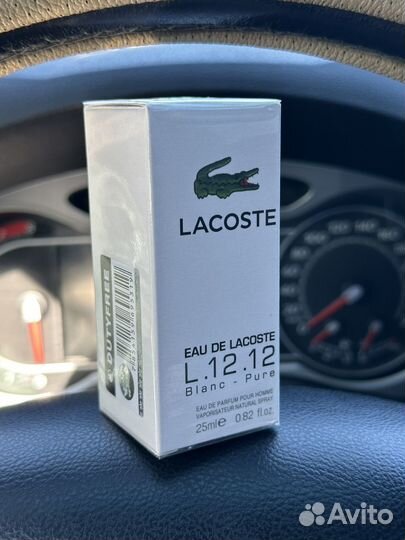 LACOSTE
EAU DE LACOSTE
L.12.12
Blanc - Pure
EAU DE PARFUM POUR HOMME
VAPORISATEUR NATURAL SPRAY
25ml℮ 0.82 fl.oz.
DUTYFREE
Avito